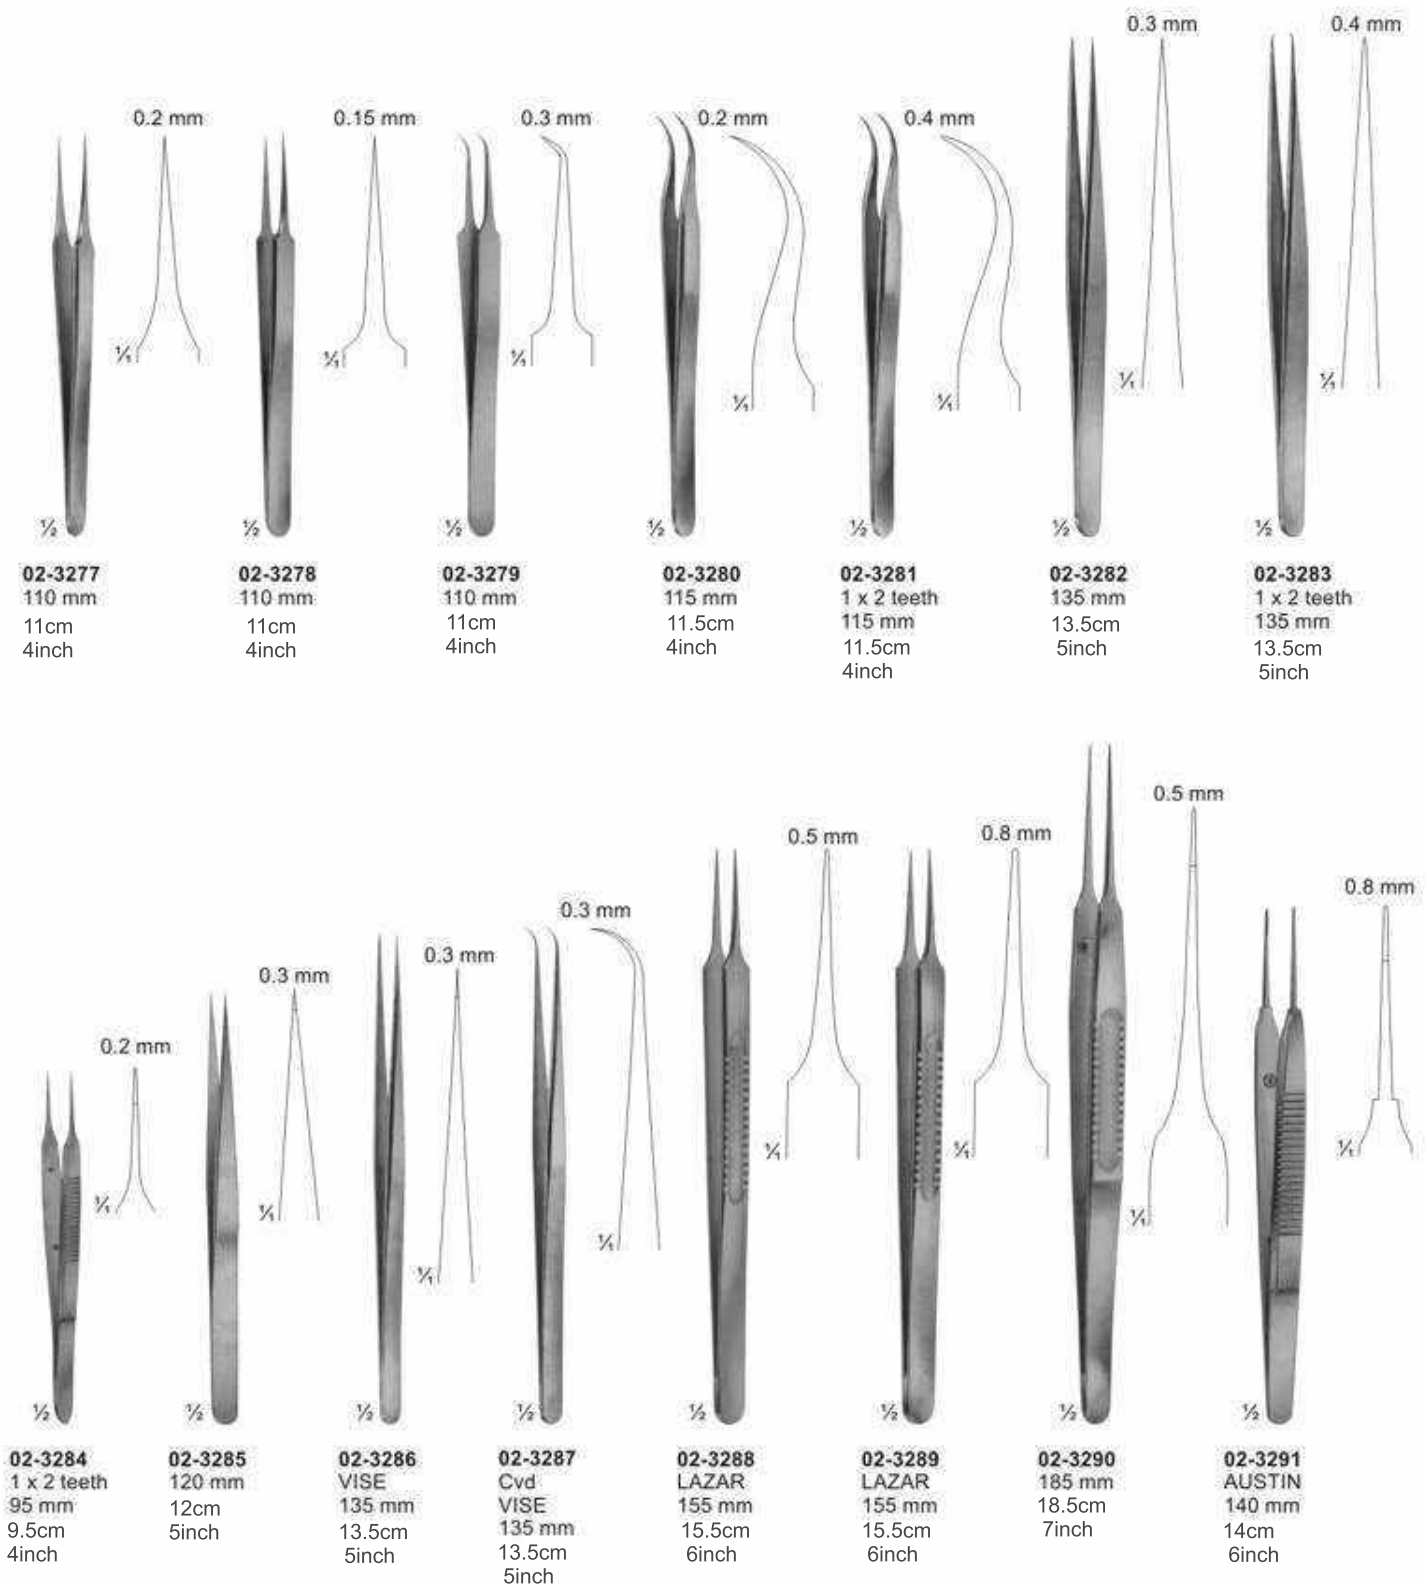 0.3 mm
0.4 mm
0.2 mm
0.15 mm
0.3 mm
0.2 mm
0.4 mm
1/1
1/1
1/1
1/1
1/1
1/1
1/1
1/2
1/2
1/2
1/2
1/2
1/2
1/2
02-3277
110 mm
11cm
4inch
02-3278
110 mm
11cm
4inch
02-3279
110 mm
11cm
4inch
02-3280
115 mm
11.5cm
4inch
02-3281
1 x 2 teeth
115 mm
11.5cm
4inch
02-3282
135 mm
13.5cm
5inch
02-3283
1 x 2 teeth
135 mm
13.5cm
5inch
0.2 mm
0.3 mm
0.3 mm
0.3 mm
0.5 mm
0.8 mm
0.5 mm
0.8 mm
1/1
1/1
1/1
1/1
1/1
1/1
1/1
1/1
1/2
1/2
1/2
1/2
1/2
1/2
1/2
1/2
02-3284
1 x 2 teeth
95 mm
9.5cm
4inch
02-3285
120 mm
12cm
5inch
02-3286
VISE
135 mm
13.5cm
5inch
02-3287
Cvd
VISE
135 mm
13.5cm
5inch
02-3288
LAZAR
155 mm
15.5cm
6inch
02-3289
LAZAR
155 mm
15.5cm
6inch
02-3290
185 mm
18.5cm
7inch
02-3291
AUSTIN
140 mm
14cm
6inch